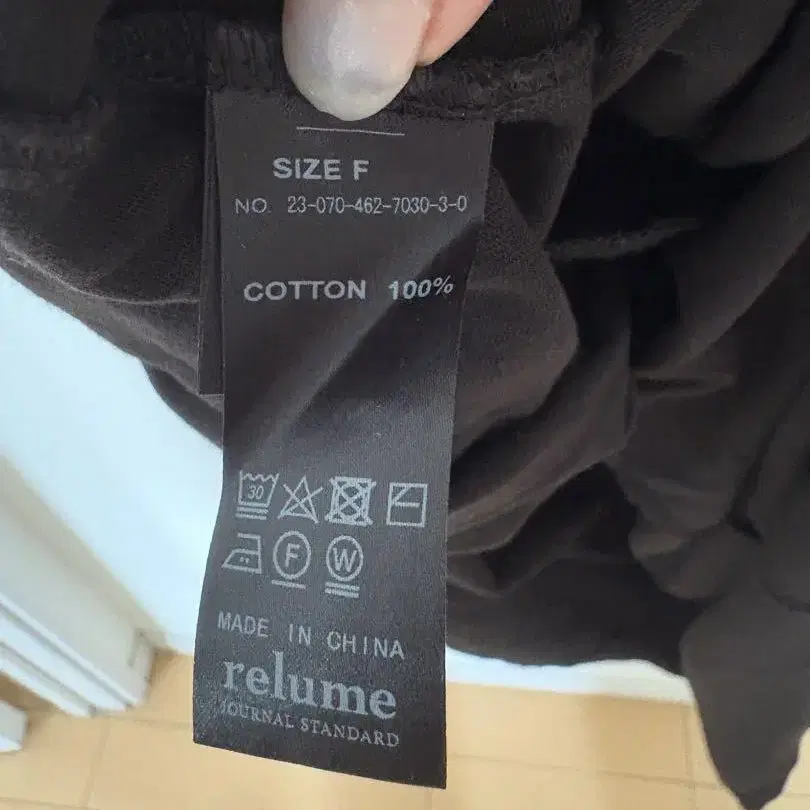 SIZE F
NO. 23-070-462-7030-3-0
COTTON 100%
30
F W
MADE IN CHINA
relume
JOURNAL STANDARD